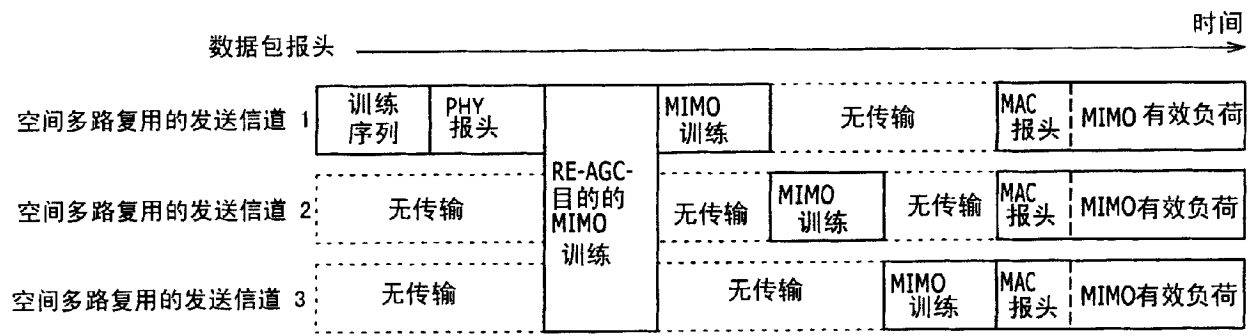 时间
数据包报头
空间多路复用的发送信道 1
训练
序列
PHY
报头
MIMO
训练
无传输
MAC
报头
MIMO 有效负荷
RE-AGC-
目的的
MIMO
训练
空间多路复用的发送信道 2
无传输
无传输
MIMO
训练
无传输
MAC
报头
MIMO有效负荷
空间多路复用的发送信道 3
无传输
无传输
MIMO
训练
MAC
报头
MIMO有效负荷